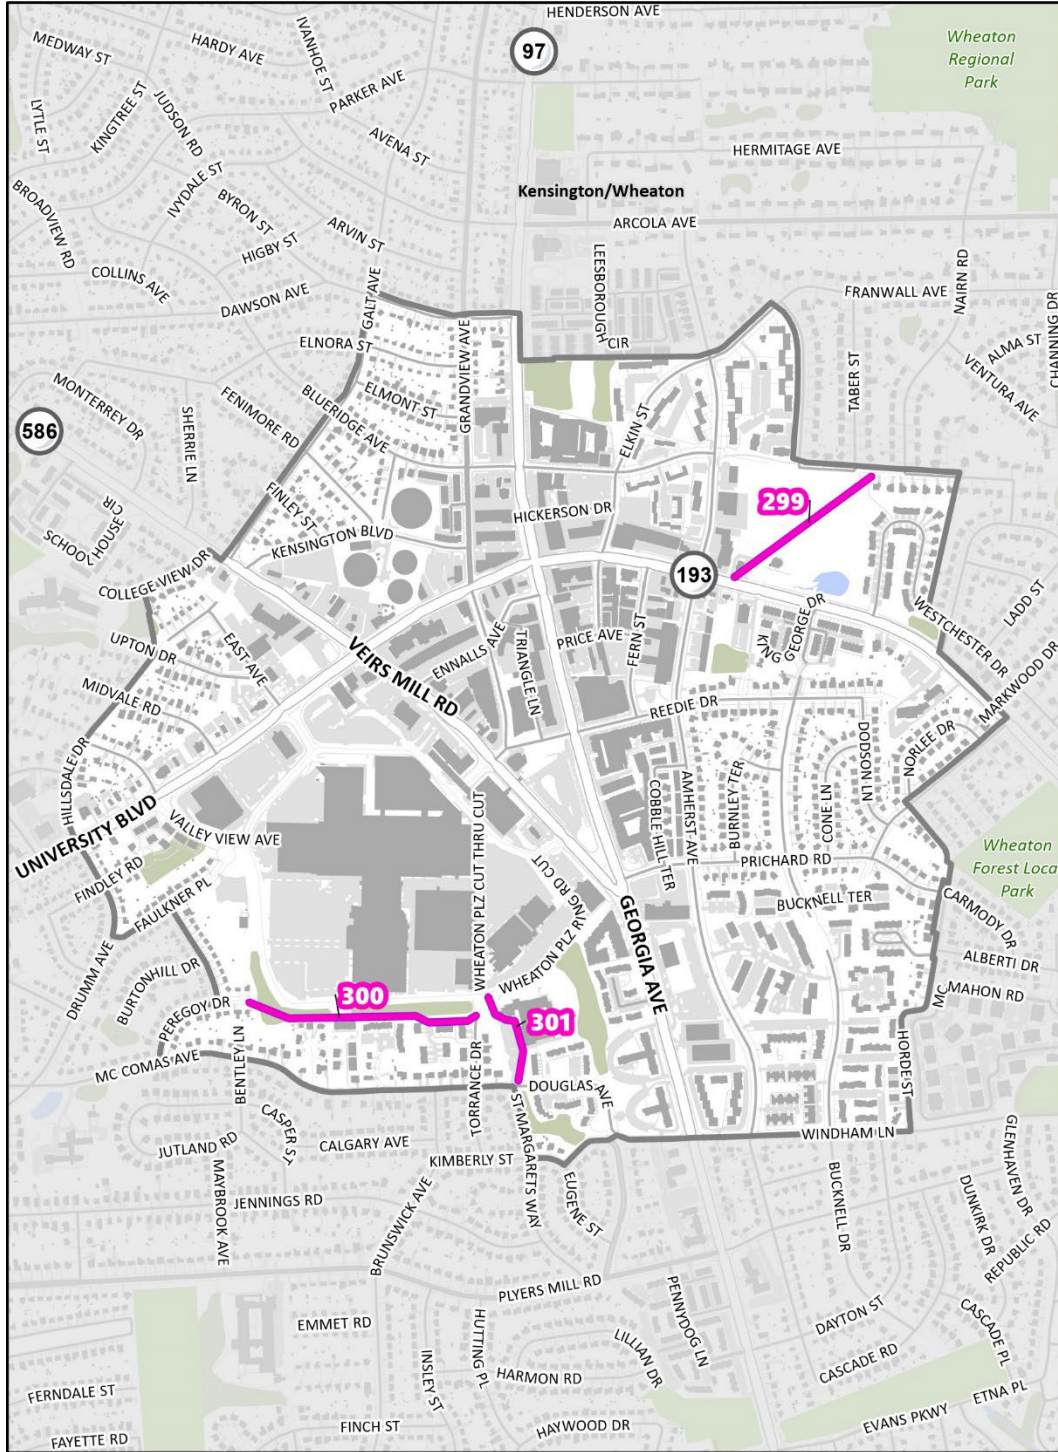 HENDERSON AVE
97
Wheaton
Regional
Park
MEDWAY ST
HARDY AVE
IVANHOE ST
PARKER AVE
LYTLE ST
KINGTREE ST
JUDSON RD
AVENA ST
HERMITAGE AVE
IVYDALE ST
BYRON ST
Kensington/Wheaton
BROADVIEW RD
HIGBY ST
ARVIN ST
ARCOLA AVE
COLLINS AVE
DAWSON AVE
GALT AVE
LEESBOROUGH
CIR
FRANWALL AVE
NAIRN RD
CHANNING DR
ALMA ST
VENTURA AVE
ELNORA ST
ELMONT ST
GRANDVIEW AVE
TABER ST
MONTERREY DR
586
SHERRIE LN
FENIMORE RD
BLUERIDGE AVE
ELKIN ST
FINLEY ST
299
SCHOOL HOUSE
CIR
HICKERSON DR
KENSINGTON BLVD
COLLEGE VIEW DR
193
UPTON DR
EAST AVE
VEIRS MILL RD
ENNALLS AVE
TRIANGLE LN
PRICE AVE
FERN ST
KING GEORGE DR
WESTCHESTER DR
LADD ST
MARKWOOD DR
MIDVALE RD
REEDIE DR
DODSON LN
NORLEE DR
HILLSDALE DR
UNIVERSITY BLVD
VALLEY VIEW AVE
WHEATON PLZ CUT THRU CUT
COBBLE HILL TER
AMHERST AVE
BURNLEY TER
CONE LN
PRICHARD RD
Wheaton
Forest Local
Park
FINDLEY RD
FAULKNER PL
BUCKNELL TER
CARMODY DR
DRUMM AVE
BURTONHILL DR
WHEATON PLZ RING RD CUT
GEORGIA AVE
ALBERTI DR
MC MAHON RD
PEREGOY DR
300
301
MC COMAS AVE
BENTLEY LN
TORRANCE DR
DOUGLAS AVE
HORDE ST
CASPER ST
ST MARGARETS WAY
WINDHAM LN
JUTLAND RD
CALGARY AVE
KIMBERLY ST
GLENHAVEN DR
MAYBROOK AVE
JENNINGS RD
BRUNSWICK AVE
EUGENE ST
BUCKNELL DR
DUNKIRK DR
REPUBLIC RD
PLYERS MILL RD
EMMET RD
PENNYDOG LN
DAYTON ST
CASCADE PL
INSLEY ST
HUTTING PL
LILLIAN DR
HARMON RD
CASCADE RD
FERNDALE ST
ETNA PL
FAYETTE RD
FINCH ST
HAYWOOD DR
EVANS PKWY